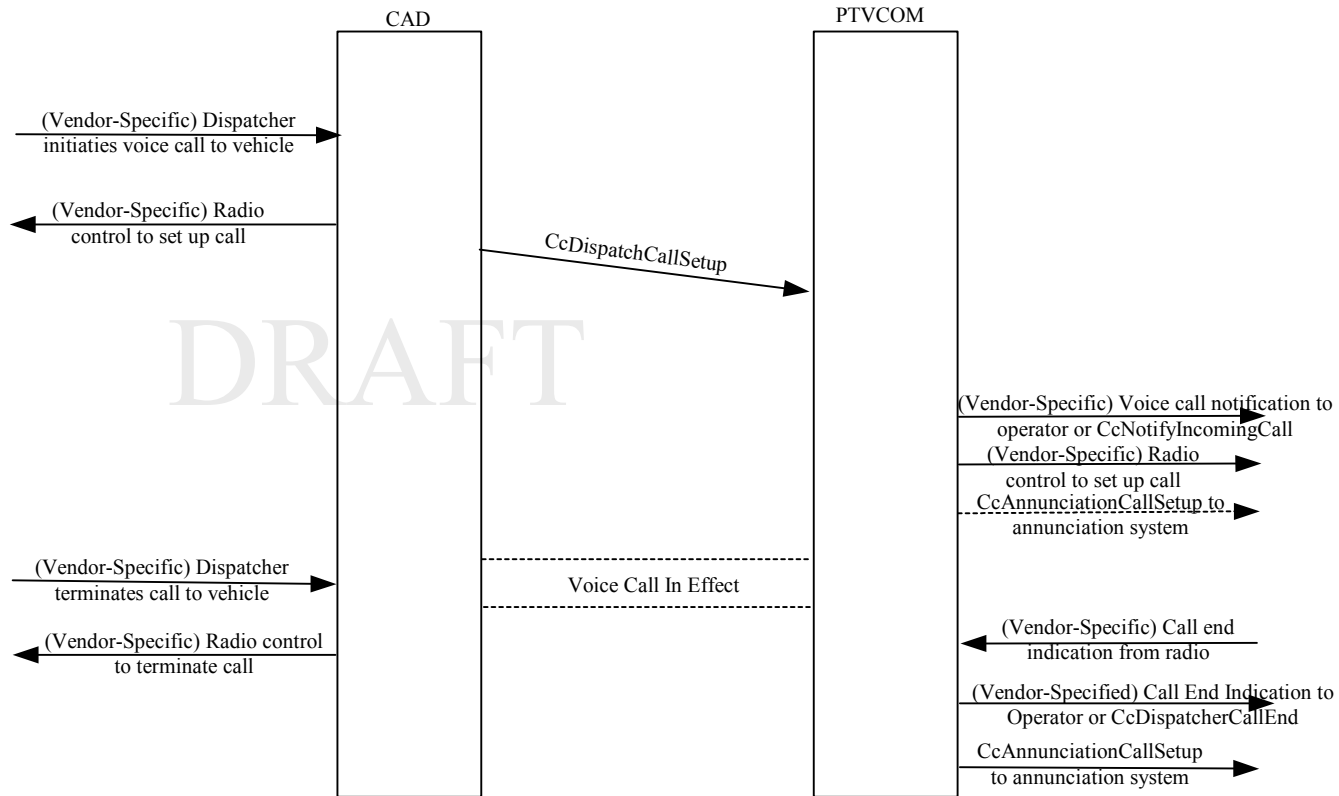 CAD
PTVCOM
(Vendor-Specific) Dispatcher
initiaties voice call to vehicle
(Vendor-Specific) Radio
control to set up call
CcDispatchCallSetup
DRAFT
(Vendor-Specific) Voice call notification to
operator or CcNotifyIncomingCall
(Vendor-Specific) Radio
control to set up call
CcAnnunciationCallSetup to
annunciation system
(Vendor-Specific) Dispatcher
terminates call to vehicle
Voice Call In Effect
(Vendor-Specific) Radio control
to terminate call
(Vendor-Specific) Call end
indication from radio
(Vendor-Specified) Call End Indication to
Operator or CcDispatcherCallEnd
CcAnnunciationCallSetup
to annunciation system